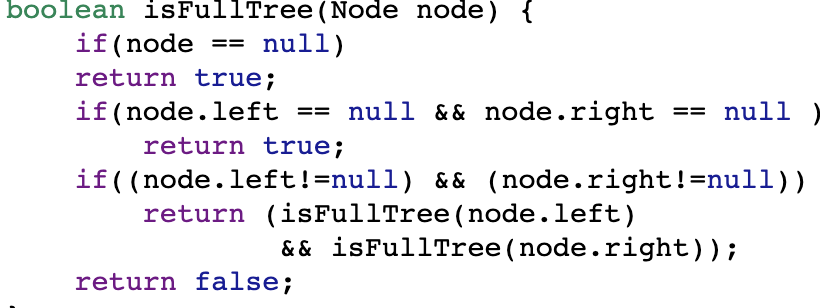 boolean isFullTree(Node node) {
if(node == null)
return true;
if(node.left == null && node.right == null )
return true;
if((node.left!=null) && (node.right!=null))
return (isFullTree(node.left)
&& isFullTree(node.right));
return false;